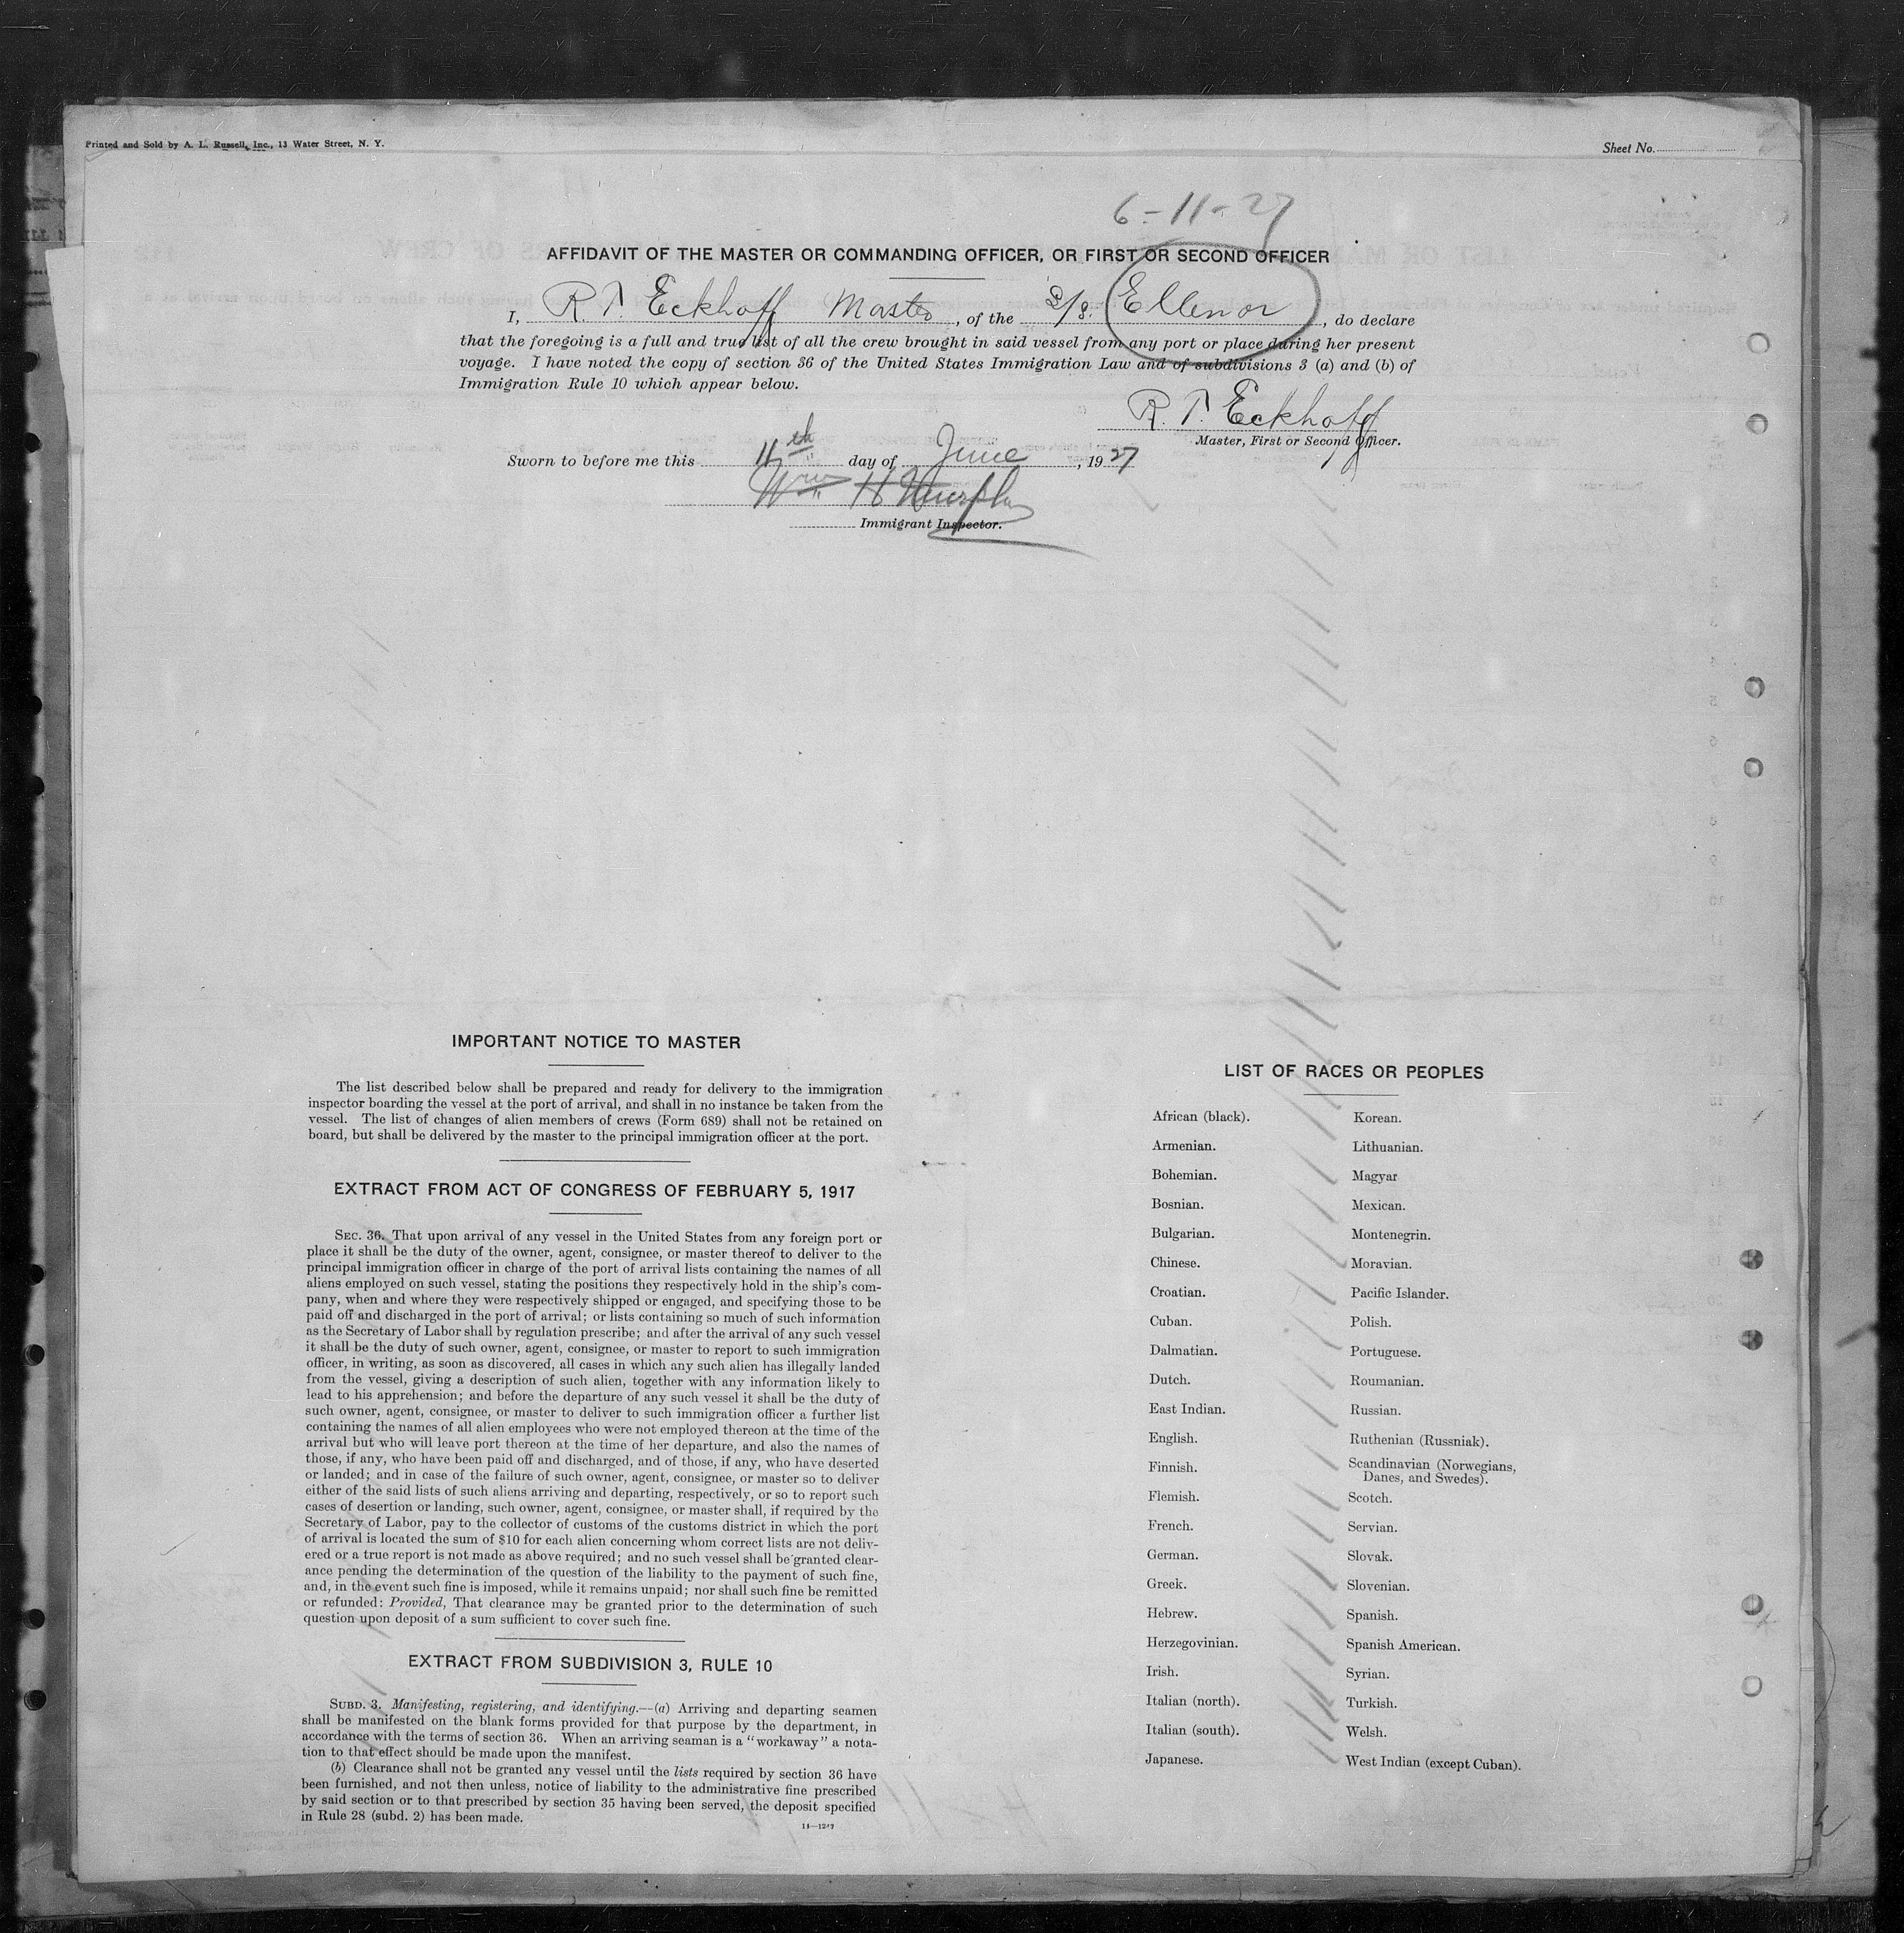 Printed and Sold by A. L. Russell, Inc., 13 Water Street, N. Y.
Sheet No.
6-11-27
AFFIDAVIT OF THE MASTER OR COMMANDING OFFICER, OR FIRST OR SECOND OFFICER
I, R. T. Eckhoff Master, of the S/S. Ellenor, do declare
that the foregoing is a full and true list of all the crew brought in said vessel from any port or place during her present
voyage. I have noted the copy of section 36 of the United States Immigration Law and of subdivisions 3 (a) and (b) of
Immigration Rule 10 which appear below.
R. T. Eckhoff
Master, First or Second Officer.
Sworn to before me this 11th day of June, 1927
Wm H Murphy
Immigrant Inspector.
IMPORTANT NOTICE TO MASTER
The list described below shall be prepared and ready for delivery to the immigration
inspector boarding the vessel at the port of arrival, and shall in no instance be taken from the
vessel. The list of changes of alien members of crews (Form 689) shall not be retained on
board, but shall be delivered by the master to the principal immigration officer at the port.
EXTRACT FROM ACT OF CONGRESS OF FEBRUARY 5, 1917
SEC. 36. That upon arrival of any vessel in the United States from any foreign port or
place it shall be the duty of the owner, agent, consignee, or master thereof to deliver to the
principal immigration officer in charge of the port of arrival lists containing the names of all
aliens employed on such vessel, stating the positions they respectively hold in the ship's com-
pany, when and where they were respectively shipped or engaged, and specifying those to be
paid off and discharged in the port of arrival; or lists containing so much of such information
as the Secretary of Labor shall by regulation prescribe; and after the arrival of any such vessel
it shall be the duty of such owner, agent, consignee, or master to report to such immigration
officer, in writing, as soon as discovered, all cases in which any such alien has illegally landed
from the vessel, giving a description of such alien, together with any information likely to
lead to his apprehension; and before the departure of any such vessel it shall be the duty of
such owner, agent, consignee, or master to deliver to such immigration officer a further list
containing the names of all alien employees who were not employed thereon at the time of the
arrival but who will leave port thereon at the time of her departure, and also the names of
those, if any, who have been paid off and discharged, and of those, if any, who have deserted
or landed; and in case of the failure of such owner, agent, consignee, or master so to deliver
either of the said lists of such aliens arriving and departing, respectively, or so to report such
cases of desertion or landing, such owner, agent, consignee, or master shall, if required by the
Secretary of Labor, pay to the collector of customs of the customs district in which the port
of arrival is located the sum of $10 for each alien concerning whom correct lists are not deliv-
ered or a true report is not made as above required; and no such vessel shall be granted clear-
ance pending the determination of the question of the liability to the payment of such fine,
and, in the event such fine is imposed, while it remains unpaid; nor shall such fine be remitted
or refunded: Provided, That clearance may be granted prior to the determination of such
question upon deposit of a sum sufficient to cover such fine.
EXTRACT FROM SUBDIVISION 3, RULE 10
SUBD. 3. Manifesting, registering, and identifying.—(a) Arriving and departing seamen
shall be manifested on the blank forms provided for that purpose by the department, in
accordance with the terms of section 36. When an arriving seaman is a "workaway" a nota-
tion to that effect should be made upon the manifest.
(b) Clearance shall not be granted any vessel until the lists required by section 36 have
been furnished, and not then unless, notice of liability to the administrative fine prescribed
by said section or to that prescribed by section 35 having been served, the deposit specified
in Rule 28 (subd. 2) has been made.
LIST OF RACES OR PEOPLES
African (black).
Armenian.
Bohemian.
Bosnian.
Bulgarian.
Chinese.
Croatian.
Cuban.
Dalmatian.
Dutch.
East Indian.
English.
Finnish.
Flemish.
French.
German.
Greek.
Hebrew.
Herzegovinian.
Irish.
Italian (north).
Italian (south).
Japanese.
Korean.
Lithuanian.
Magyar
Mexican.
Montenegrin.
Moravian.
Pacific Islander.
Polish.
Portuguese.
Roumanian.
Russian.
Ruthenian (Russniak).
Scandinavian (Norwegians,
Danes, and Swedes).
Scotch.
Servian.
Slovak.
Slovenian.
Spanish.
Spanish American.
Syrian.
Turkish.
Welsh.
West Indian (except Cuban).